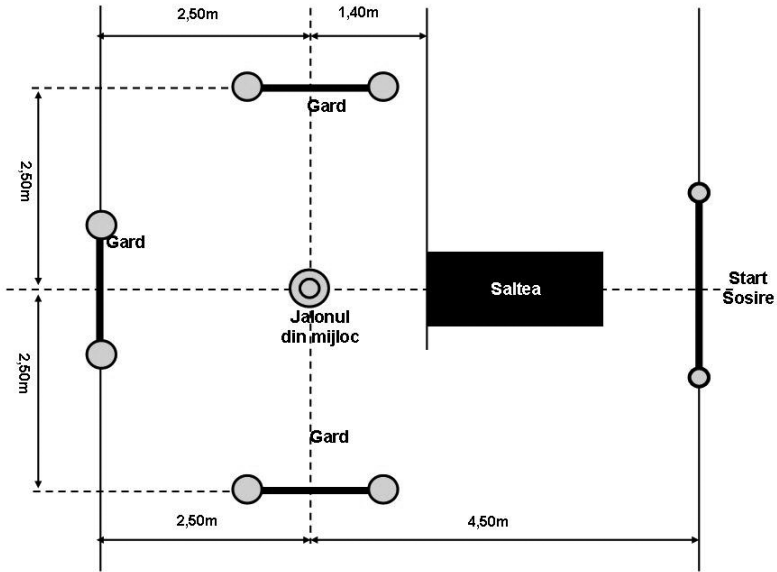 2,50m
1,40m
Gard
2,50m
Gard
Saltea
Start
Sosire
Jalonul
din mijloc
2,50m
Gard
2,50m
4,50m